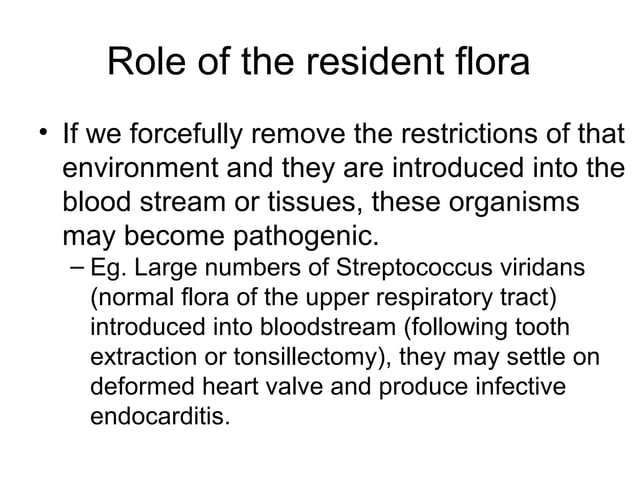 Role of the resident flora
• If we forcefully remove the restrictions of that
environment and they are introduced into the
blood stream or tissues, these organisms
may become pathogenic.
– Eg. Large numbers of Streptococcus viridans
(normal flora of the upper respiratory tract)
introduced into bloodstream (following tooth
extraction or tonsillectomy), they may settle on
deformed heart valve and produce infective
endocarditis.